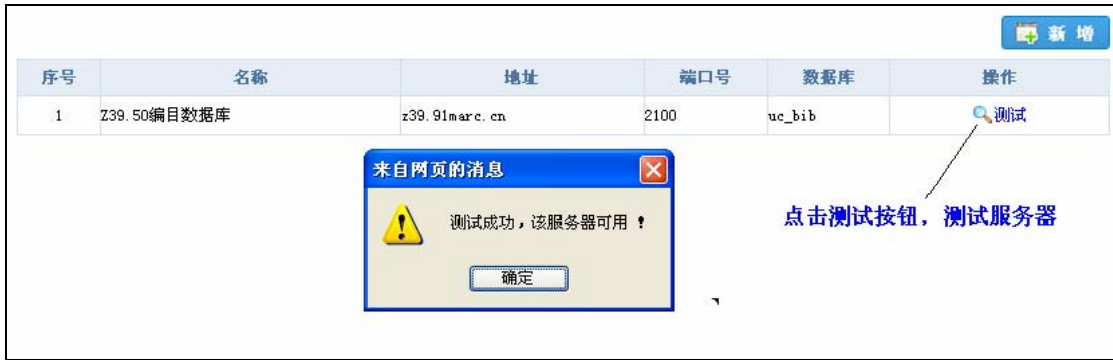 新增
序号 名称 地址 端口号 数据库 操作
1 Z39.50编目数据库 z39.91marc.cn 2100 uc_bib 测试
来自网页的消息
测试成功，该服务器可用 ！
确定
点击测试按钮，测试服务器